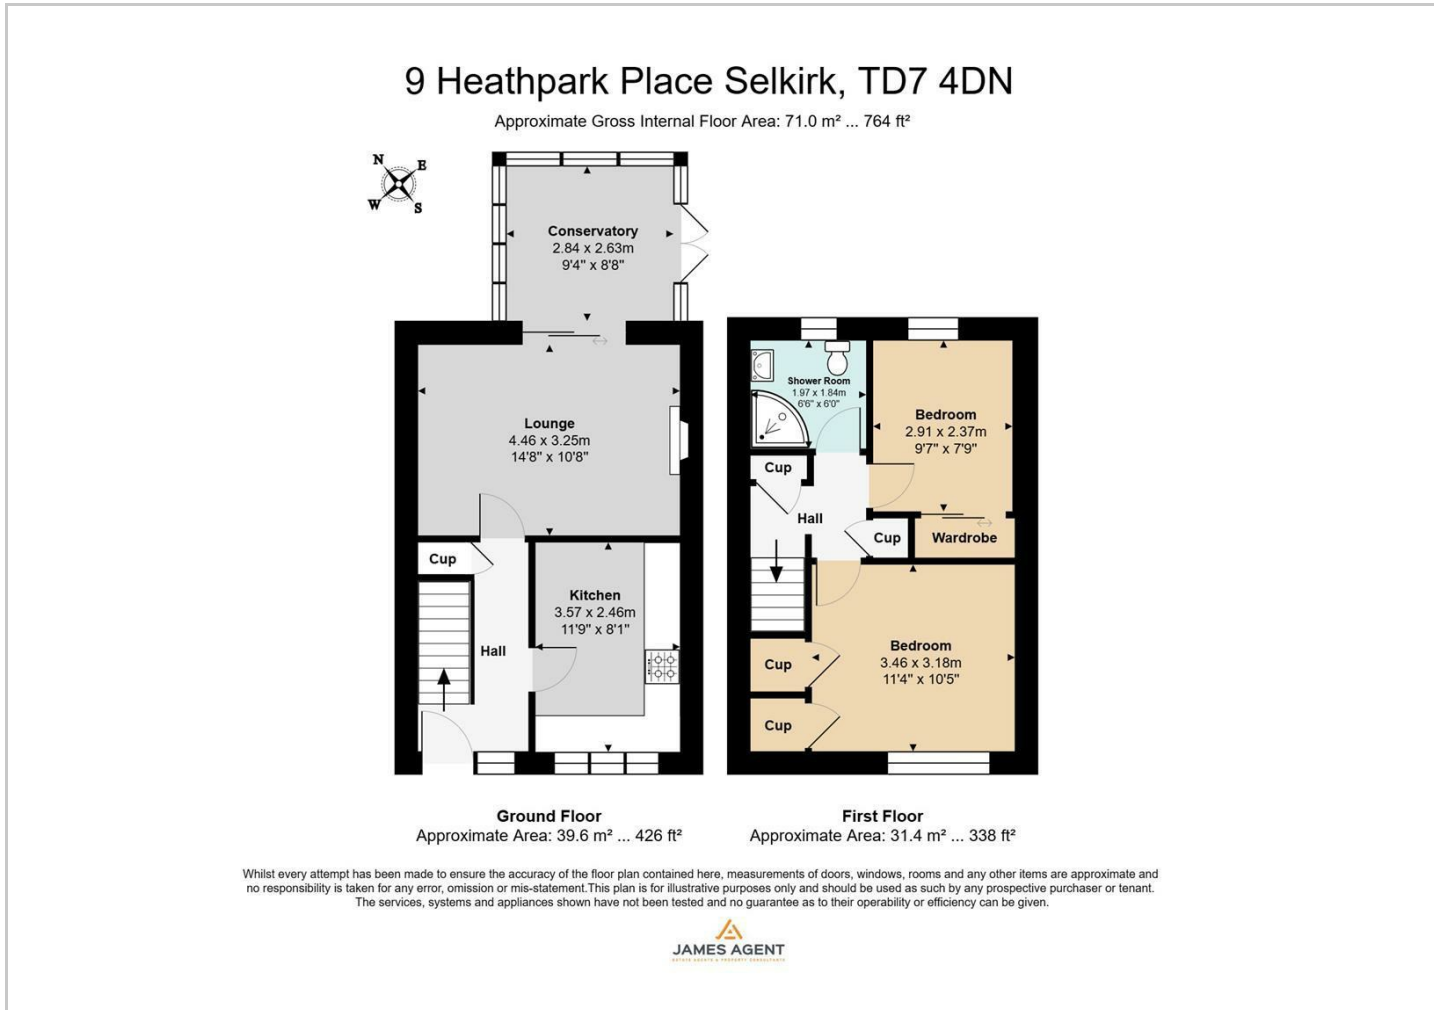 9 Heathpark Place Selkirk, TD7 4DN
Approximate Gross Internal Floor Area: 71.0 m² ... 764 ft²
N
E
W
S
Conservatory
2.84 x 2.63m
9'4" x 8'8"
Lounge
4.46 x 3.25m
14'8" x 10'8"
Cup
Kitchen
3.57 x 2.46m
11'9" x 8'1"
Hall
Shower Room
1.97 x 1.84m
6'6" x 6'0"
Bedroom
2.91 x 2.37m
9'7" x 7'9"
Cup
Hall
Cup
Wardrobe
Bedroom
3.46 x 3.18m
11'4" x 10'5"
Cup
Cup
Ground Floor
Approximate Area: 39.6 m² ... 426 ft²
First Floor
Approximate Area: 31.4 m² ... 338 ft²
Whilst every attempt has been made to ensure the accuracy of the floor plan contained here, measurements of doors, windows, rooms and any other items are approximate and
no responsibility is taken for any error, omission or mis-statement.This plan is for illustrative purposes only and should be used as such by any prospective purchaser or tenant.
The services, systems and appliances shown have not been tested and no guarantee as to their operability or efficiency can be given.
JAMES AGENT
ESTATE AGENTS & PROPERTY CONSULTANTS